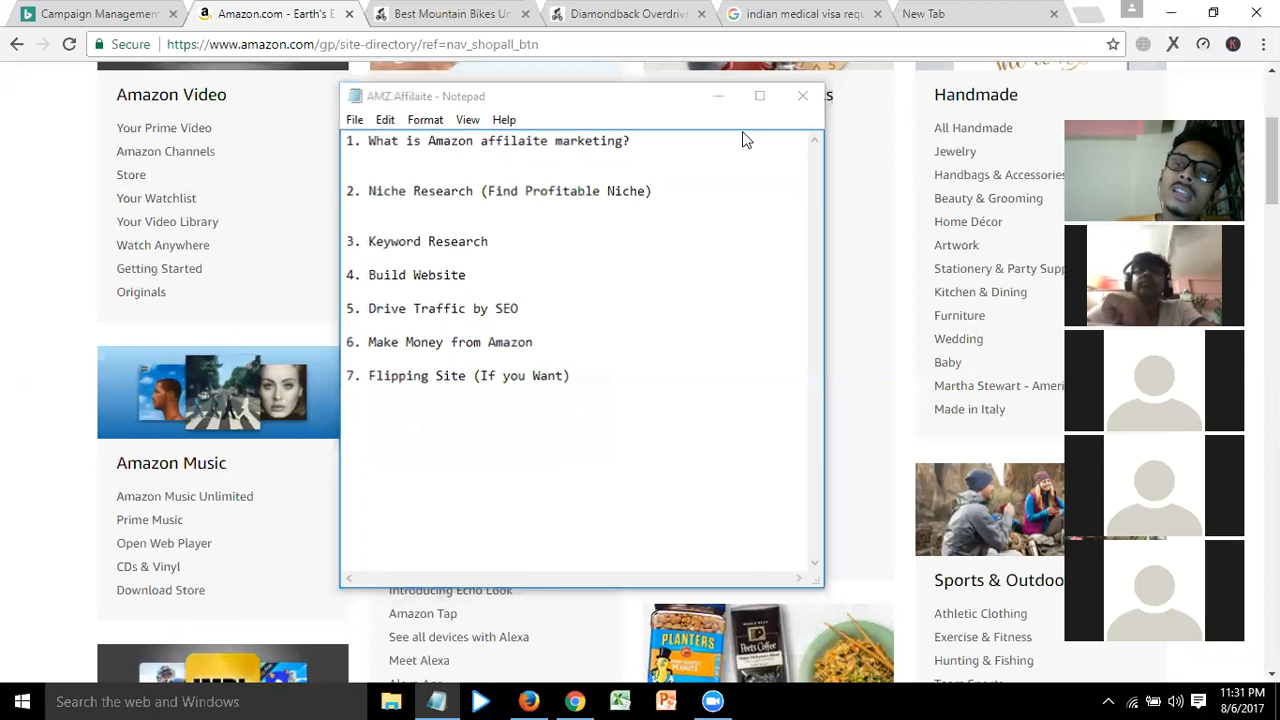 Campaign Management
Amazon.com - Earth's E
Best Mountain Bikes Un
Diamondback Overdriv
indian medical visa requ
New Tab
Secure
https://www.amazon.com/gp/site-directory/ref=nav_shopall_btn
Amazon Video
Your Prime Video
Amazon Channels
Store
Your Watchlist
Your Video Library
Watch Anywhere
Getting Started
Originals
Amazon Music
Amazon Music Unlimited
Prime Music
Open Web Player
CDs & Vinyl
Download Store
AMZ Affilaite - Notepad
File Edit Format View Help
1. What is Amazon affilaite marketing?
2. Niche Research (Find Profitable Niche)
3. Keyword Research
4. Build Website
5. Drive Traffic by SEO
6. Make Money from Amazon
7. Flipping Site (If you Want)
Introducing Echo Look
Amazon Tap
See all devices with Alexa
Meet Alexa
PLANTERS
Peet's Coffee
Handmade
All Handmade
Jewelry
Handbags & Accessories
Beauty & Grooming
Home Décor
Artwork
Stationery & Party Supp
Kitchen & Dining
Furniture
Wedding
Baby
Martha Stewart - Ameri
Made in Italy
Sports & Outdoo
Athletic Clothing
Exercise & Fitness
Hunting & Fishing
Search the web and Windows
11:31 PM
8/6/2017